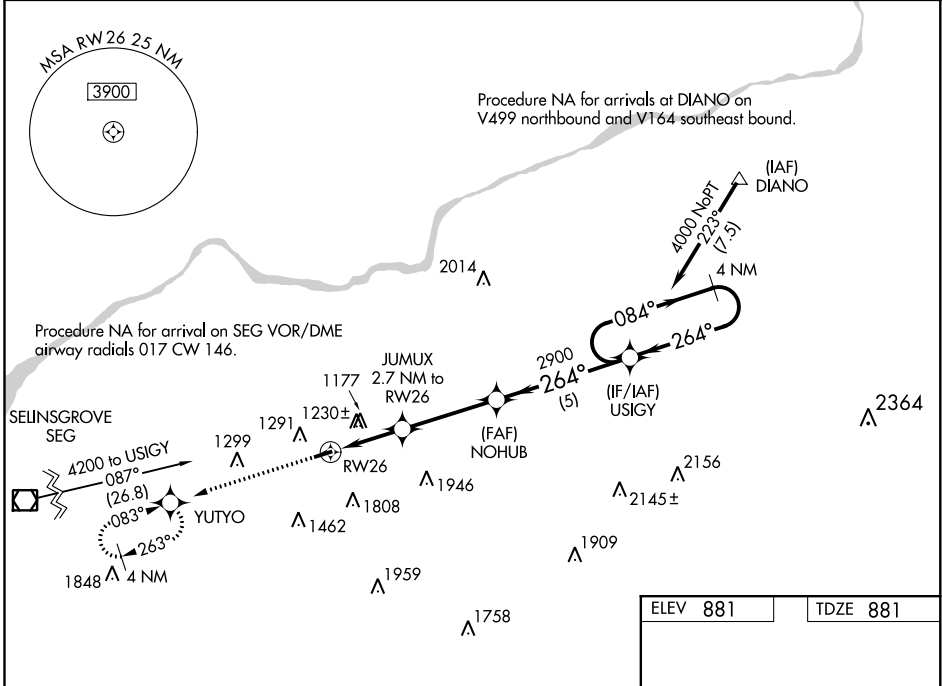 MSA RW 26 25 NM
3900
Procedure NA for arrivals at DIANO on
V499 northbound and V164 southeast bound.
(IAF)
DIANO
4000 NoPT
223°
(7.5)
4 NM
2014
084°
264°
Procedure NA for arrival on SEG VOR/DME
airway radials 017 CW 146.
JUMUX
2.7 NM to
RW26
2900
264°
(5)
(IF/IAF)
USIGY
1177
1230±
1291
1299
(FAF)
NOHUB
2364
SELINSGROVE
SEG
4200 to USIGY
087°
(26.8)
RW26
083°
263°
YUTYO
4 NM
1848
1462
1808
1946
2156
2145±
1909
1959
1758
ELEV 881
TDZE 881